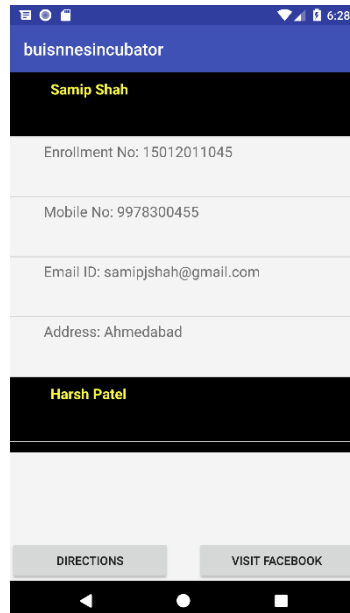 6:28
buisnnesincubator
Samip Shah
Enrollment No: 15012011045
Mobile No: 9978300455
Email ID: samipjshah@gmail.com
Address: Ahmedabad
Harsh Patel
DIRECTIONS
VISIT FACEBOOK